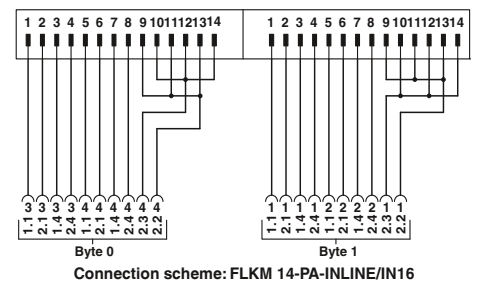 1 2 3 4 5 6 7 8 9 10 11 12 13 14
1 2 3 4 5 6 7 8 9 10 11 12 13 14
3 3 3 3 4 4 4 4 4 4
1.1 2.1 1.4 2.4 1.1 2.1 1.4 2.4 2.3 2.2
1 1 1 1 2 2 2 2 1 1
1.1 2.1 1.4 2.4 1.1 2.1 1.4 2.4 2.3 2.2
Byte 0
Byte 1
Connection scheme: FLKM 14-PA-INLINE/IN16